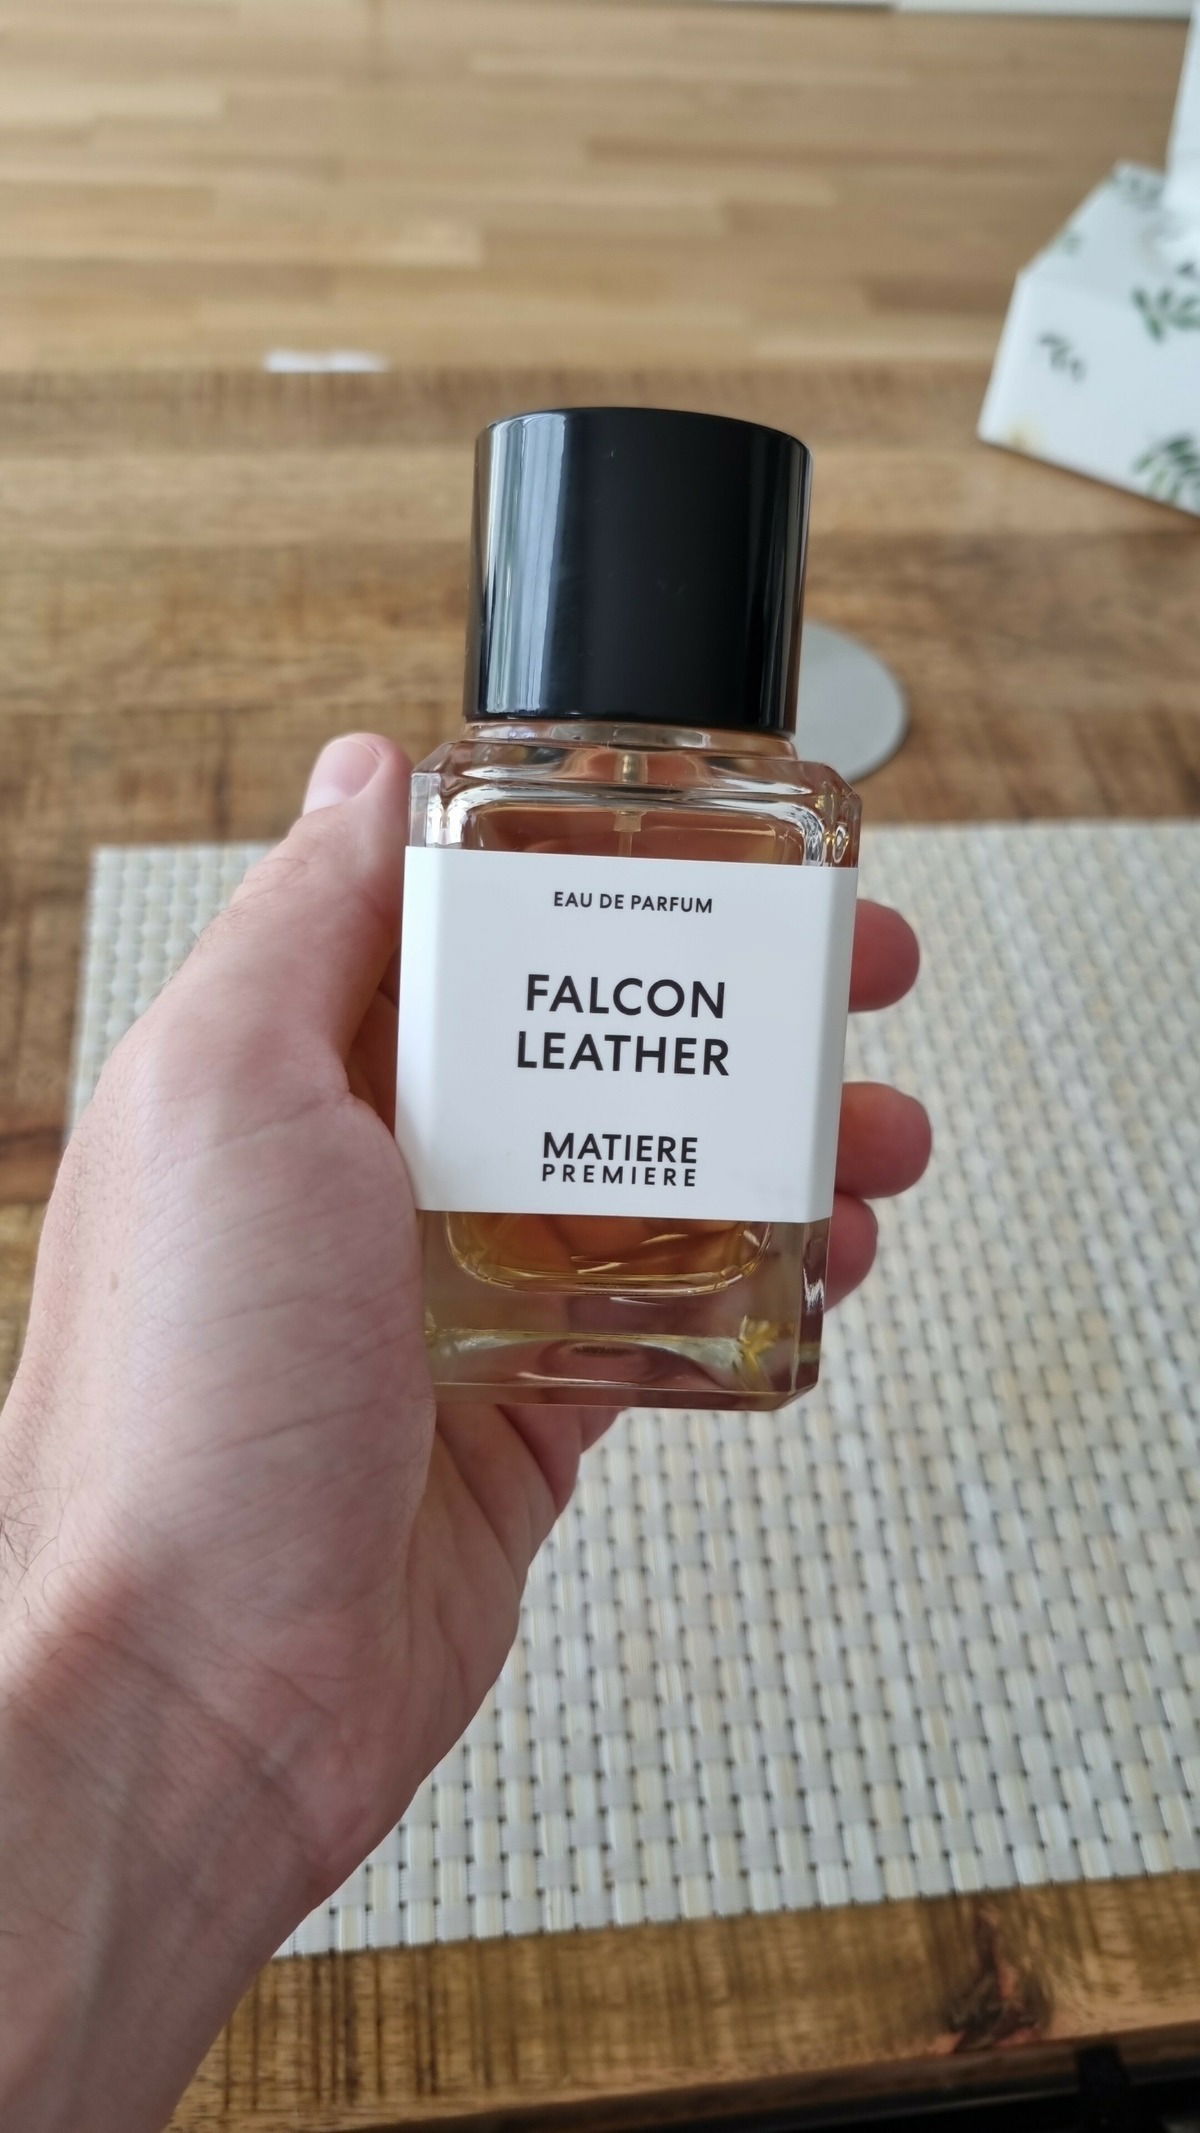 EAU DE PARFUM
FALCON
LEATHER
MATIERE
PREMIERE